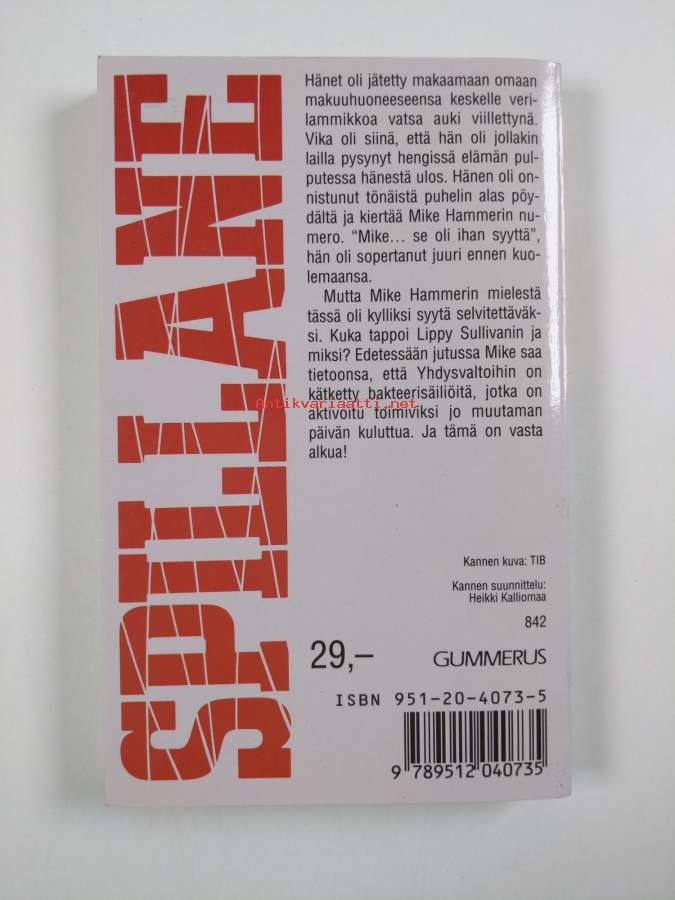 SPILLANE
Hänet oli jätetty makaamaan omaan
makuuhuoneeseensa keskelle veri-
lammikkoa vatsa auki viillettynä.
Vika oli siinä, että hän oli jollakin
lailla pysynyt hengissä elämän pul-
putessa hänestä ulos. Hänen oli on-
nistunut tönäistä puhelin alas pöy-
dältä ja kiertää Mike Hammerin nu-
mero. “Mike... se oli ihan syyttä”,
hän oli sopertanut juuri ennen kuo-
lemaansa.
Mutta Mike Hammerin mielestä
tässä oli kylliksi syytä selvitettäväk-
si. Kuka tappoi Lippy Sullivanin ja
miksi? Edetessään jutussa Mike saa
tietoonsa, että Yhdysvaltoihin on
kätketty bakteerisäiliöitä, jotka on
Antikvariaatti.net
aktivoitu toimiviksi jo muutaman
päivän kuluttua. Ja tämä on vasta
alkua!
Kannen kuva: TIB
Kannen suunnittelu:
Heikki Kalliomaa
842
29,–
GUMMERUS
ISBN 951-20-4073-5
9 789512 040735